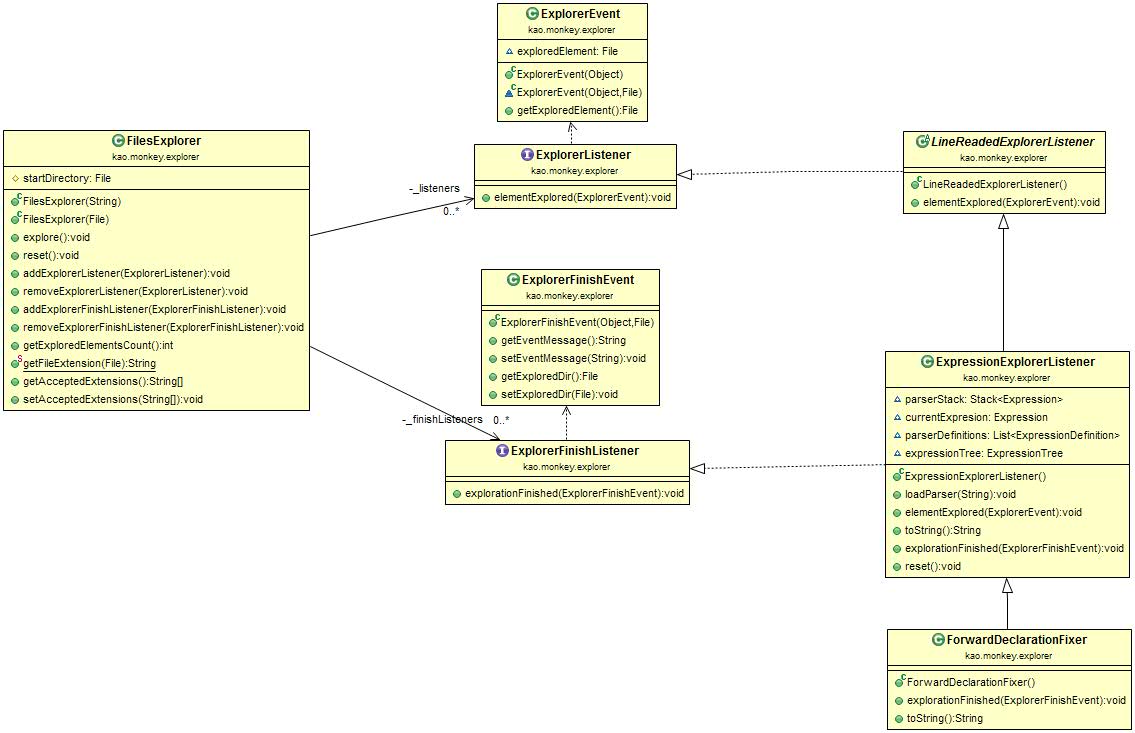 ExplorerEvent
kao.monkey.explorer
exploredElement: File
ExplorerEvent(Object)
ExplorerEvent(Object,File)
getExploredElement():File
FilesExplorer
kao.monkey.explorer
startDirectory: File
FilesExplorer(String)
FilesExplorer(File)
explore():void
reset():void
addExplorerListener(ExplorerListener):void
removeExplorerListener(ExplorerListener):void
addExplorerFinishListener(ExplorerFinishListener):void
removeExplorerFinishListener(ExplorerFinishListener):void
getExploredElementsCount():int
getFileExtension(File):String
getAcceptedExtensions():String[]
setAcceptedExtensions(String[]):void
-_listeners
0..*
ExplorerListener
kao.monkey.explorer
elementExplored(ExplorerEvent):void
LineReadedExplorerListener
kao.monkey.explorer
LineReadedExplorerListener()
elementExplored(ExplorerEvent):void
ExplorerFinishEvent
kao.monkey.explorer
ExplorerFinishEvent(Object,File)
getEventMessage():String
setEventMessage(String):void
getExploredDir():File
setExploredDir(File):void
-_finishListeners 0..*
ExplorerFinishListener
kao.monkey.explorer
explorationFinished(ExplorerFinishEvent):void
ExpressionExplorerListener
kao.monkey.explorer
parserStack: Stack<Expression>
currentExpresion: Expression
parserDefinitions: List<ExpressionDefinition>
expressionTree: ExpressionTree
ExpressionExplorerListener()
loadParser(String):void
elementExplored(ExplorerEvent):void
toString():String
explorationFinished(ExplorerFinishEvent):void
reset():void
ForwardDeclarationFixer
kao.monkey.explorer
ForwardDeclarationFixer()
explorationFinished(ExplorerFinishEvent):void
toString():String